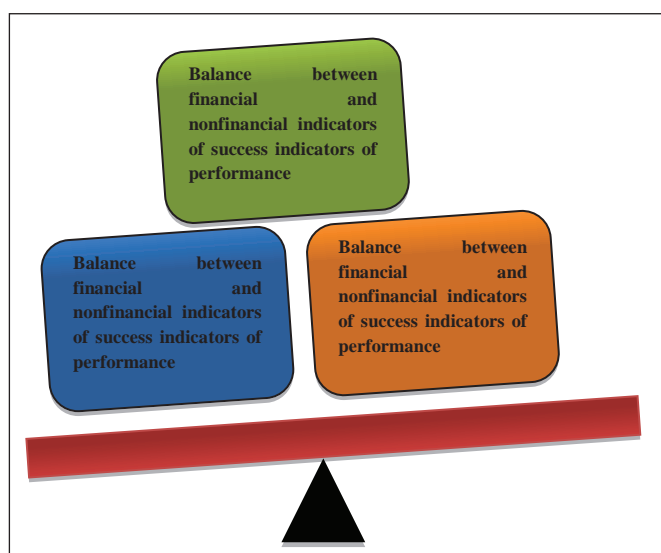 Balance between
financial and
nonfinancial indicators
of success indicators of
performance
Balance between
financial and
nonfinancial indicators
of success indicators of
performance
Balance between
financial and
nonfinancial indicators
of success indicators of
performance